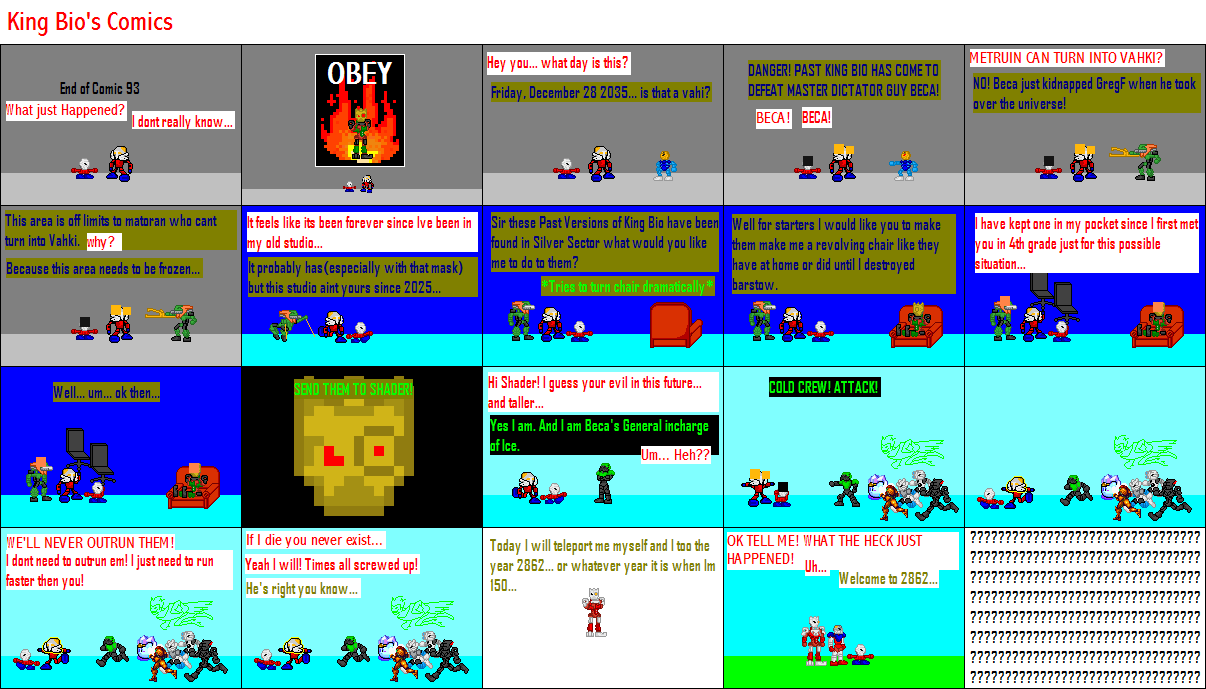 King Bio's Comics
End of Comic 93
What just Happened?
I dont really know...
OBEY
Hey you... what day is this?
Friday, December 28 2035... is that a vahi?
DANGER! PAST KING BIO HAS COME TO
DEFEAT MASTER DICTATOR GUY BECA!
BECA!
BECA!
METRUIN CAN TURN INTO VAHKI?
NO! Beca just kidnapped GregF when he took
over the universe!
This area is off limits to matoran who cant
turn into Vahki.
why?
Because this area needs to be frozen...
It feels like its been forever since Ive been in
my old studio...
It probably has(especially with that mask)
but this studio aint yours since 2025...
Sir these Past Versions of King Bio have been
found in Silver Sector what would you like
me to do to them?
*Tries to turn chair dramatically*
Well for starters I would like you to make
them make me a revolving chair like they
have at home or did until I destroyed
barstow.
I have kept one in my pocket since I first met
you in 4th grade just for this possible
situation...
Well... um... ok then...
SEND THEM TO SHADER!
Hi Shader! I guess your evil in this future...
and taller...
Yes I am. And I am Beca's General incharge
of Ice.
Um... Heh??
COLD CREW! ATTACK!
WE'LL NEVER OUTRUN THEM!
I dont need to outrun em! I just need to run
faster then you!
If I die you never exist...
Yeah I will! Times all screwed up!
He's right you know...
Today I will teleport me myself and I too the
year 2862... or whatever year it is when Im
150...
OK TELL ME! WHAT THE HECK JUST
HAPPENED!
Uh...
Welcome to 2862...
????????????????????????????????
????????????????????????????????
????????????????????????????????
????????????????????????????????
????????????????????????????????
????????????????????????????????
????????????????????????????????
????????????????????????????????